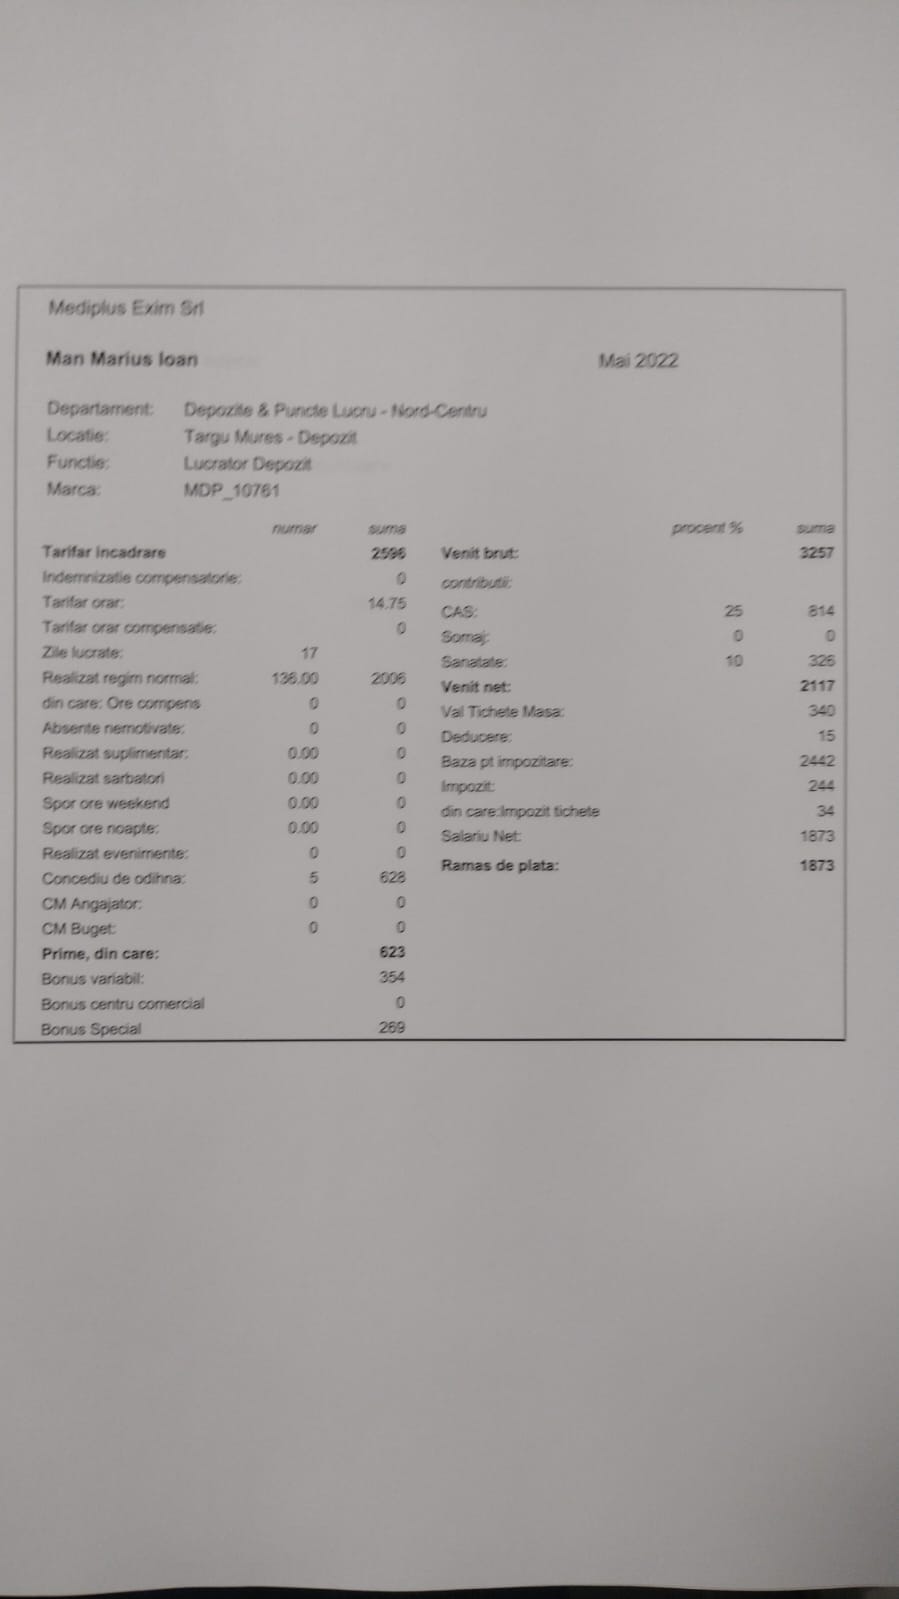 Mediplus Exim Srl
Man Marius Ioan
Mai 2022
Departament: Depozite & Puncte Lucru - Nord-Centru
Locatie: Targu Mures - Depozit
Functie: Lucrator Depozit
Marca: MDP_10761
numar suma procent % suma
Tarifar incadrare 2596 Venit brut: 3257
Indemnizatie compensatorie: 0 contributii:
Tarifar orar: 14.75 CAS: 25 814
Tarifar orar compensatie: 0 Somaj: 0 0
Zile lucrate: 17 Sanatate: 10 326
Realizat regim normal: 136.00 2006 Venit net: 2117
din care: Ore compens 0 0 Val Tichete Masa: 340
Absente nemotivate: 0 0 Deducere: 15
Realizat suplimentar: 0.00 0 Baza pt impozitare: 2442
Realizat sarbatori 0.00 0 Impozit: 244
Spor ore weekend 0.00 0 din care:Impozit tichete 34
Spor ore noapte: 0.00 0 Salariu Net: 1873
Realizat evenimente: 0 0 Ramas de plata: 1873
Concediu de odihna: 5 628
CM Angajator: 0 0
CM Buget: 0 0
Prime, din care: 623
Bonus variabil: 354
Bonus centru comercial 0
Bonus Special 269